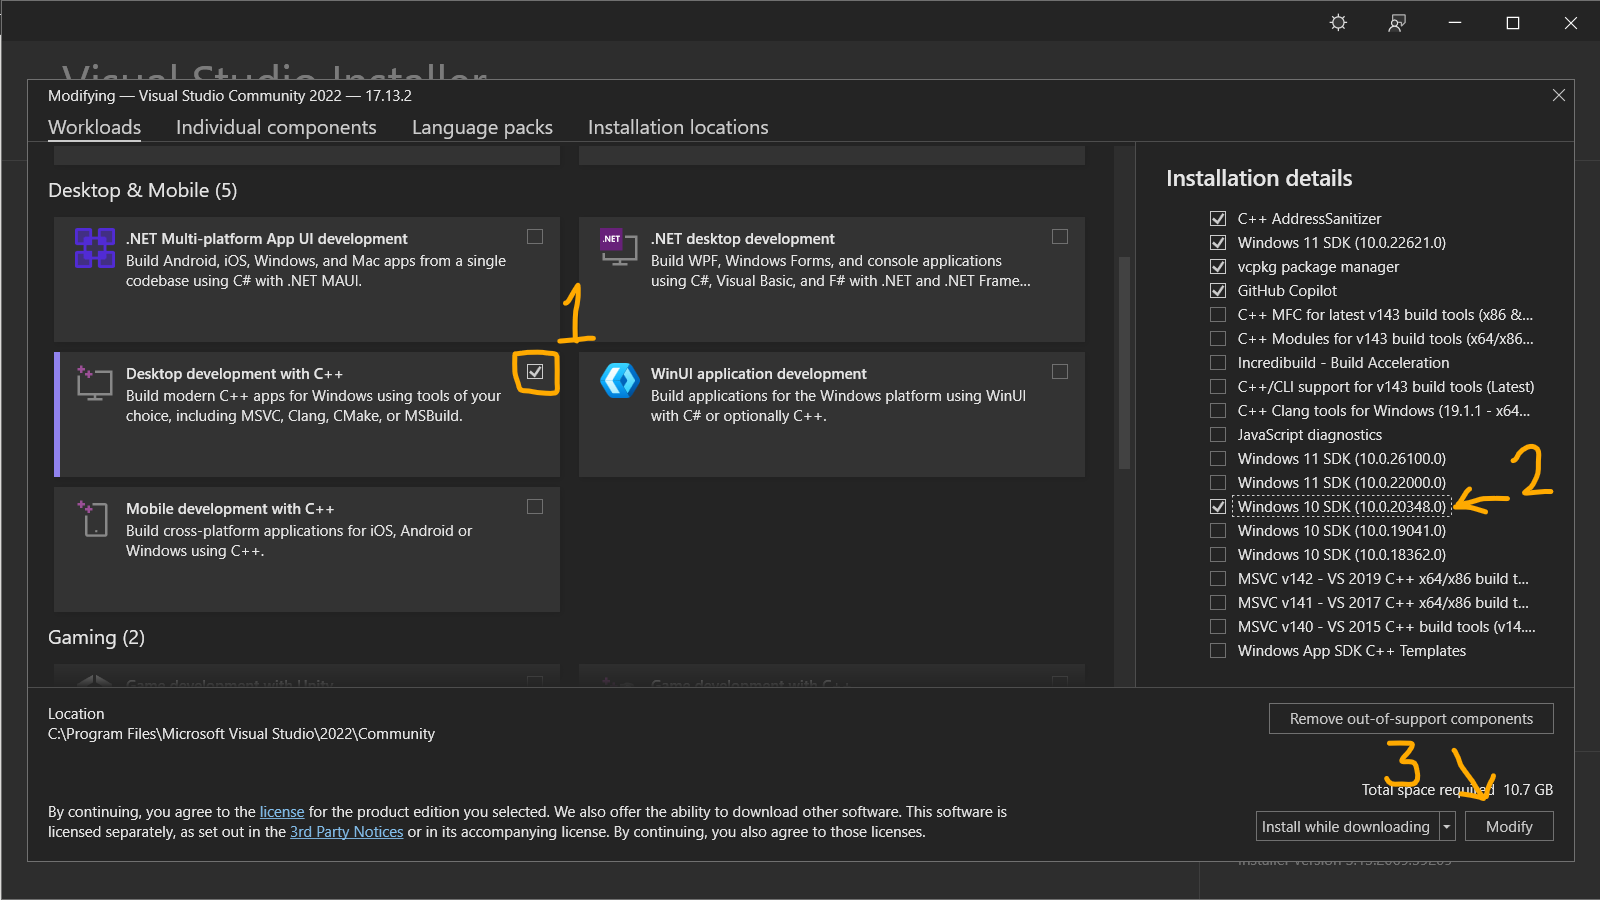 Visual Studio Installer
Modifying — Visual Studio Community 2022 — 17.13.2
Workloads
Individual components
Language packs
Installation locations
Desktop & Mobile (5)
.NET Multi-platform App UI development
Build Android, iOS, Windows, and Mac apps from a single
codebase using C# with .NET MAUI.
.NET
.NET desktop development
Build WPF, Windows Forms, and console applications
using C#, Visual Basic, and F# with .NET and .NET Frame...
1
Desktop development with C++
Build modern C++ apps for Windows using tools of your
choice, including MSVC, Clang, CMake, or MSBuild.
WinUI application development
Build applications for the Windows platform using WinUI
with C# or optionally C++.
Mobile development with C++
Build cross-platform applications for iOS, Android or
Windows using C++.
Gaming (2)
Game development with Unity
Game development with C++
Installation details
C++ AddressSanitizer
Windows 11 SDK (10.0.22621.0)
vcpkg package manager
GitHub Copilot
C++ MFC for latest v143 build tools (x86 &...
C++ Modules for v143 build tools (x64/x86...
Incredibuild - Build Acceleration
C++/CLI support for v143 build tools (Latest)
C++ Clang tools for Windows (19.1.1 - x64...
JavaScript diagnostics
Windows 11 SDK (10.0.26100.0)
Windows 11 SDK (10.0.22000.0)
Windows 10 SDK (10.0.20348.0)
2
Windows 10 SDK (10.0.19041.0)
Windows 10 SDK (10.0.18362.0)
MSVC v142 - VS 2019 C++ x64/x86 build t...
MSVC v141 - VS 2017 C++ x64/x86 build t...
MSVC v140 - VS 2015 C++ build tools (v14....
Windows App SDK C++ Templates
Location
C:\Program Files\Microsoft Visual Studio\2022\Community
Remove out-of-support components
3
Total space required 10.7 GB
By continuing, you agree to the license for the product edition you selected. We also offer the ability to download other software. This software is
licensed separately, as set out in the 3rd Party Notices or in its accompanying license. By continuing, you also agree to those licenses.
Install while downloading
Modify
Installer version